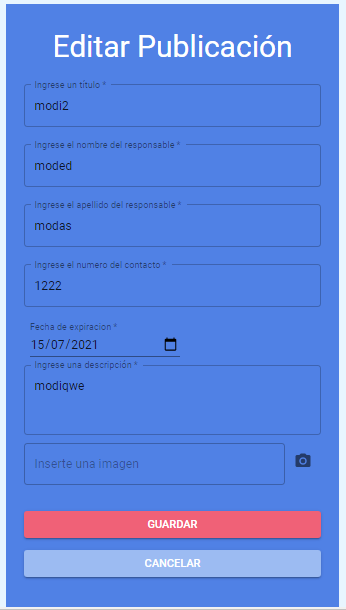 Editar Publicación
Ingrese un título *
modi2
Ingrese el nombre del responsable *
moded
Ingrese el apellido del responsable *
modas
Ingrese el numero del contacto *
1222
Fecha de expiracion *
15/07/2021
Ingrese una descripción *
modiqwe
Inserte una imagen
GUARDAR
CANCELAR